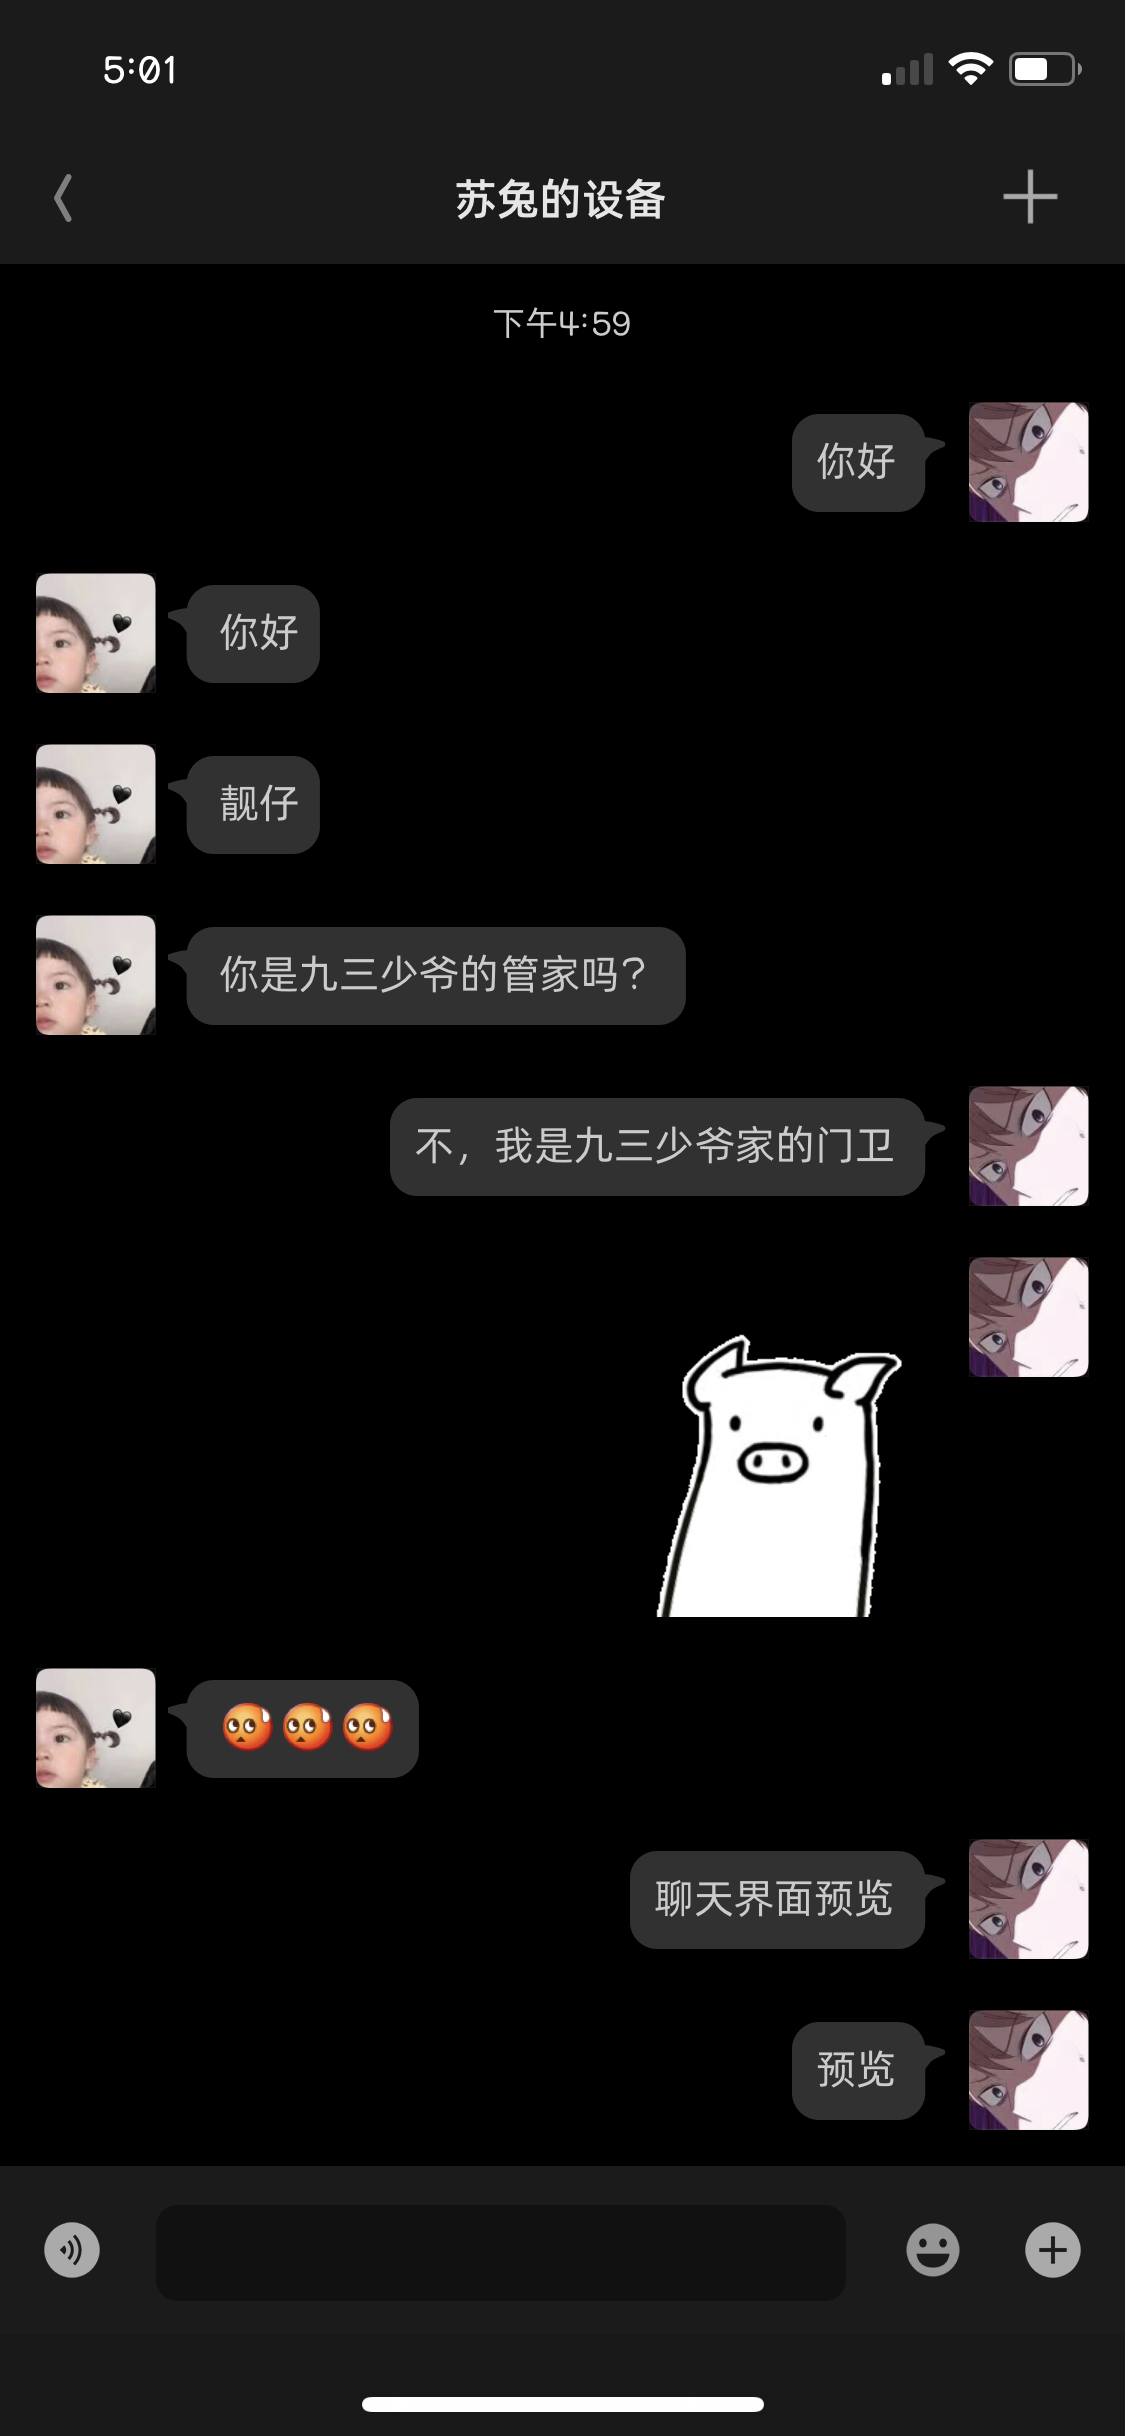 5:01
苏兔的设备
下午4:59
你好
你好
靓仔
你是九三少爷的管家吗?
不，我是九三少爷家的门卫
🥵🥵🥵
聊天界面预览
预览